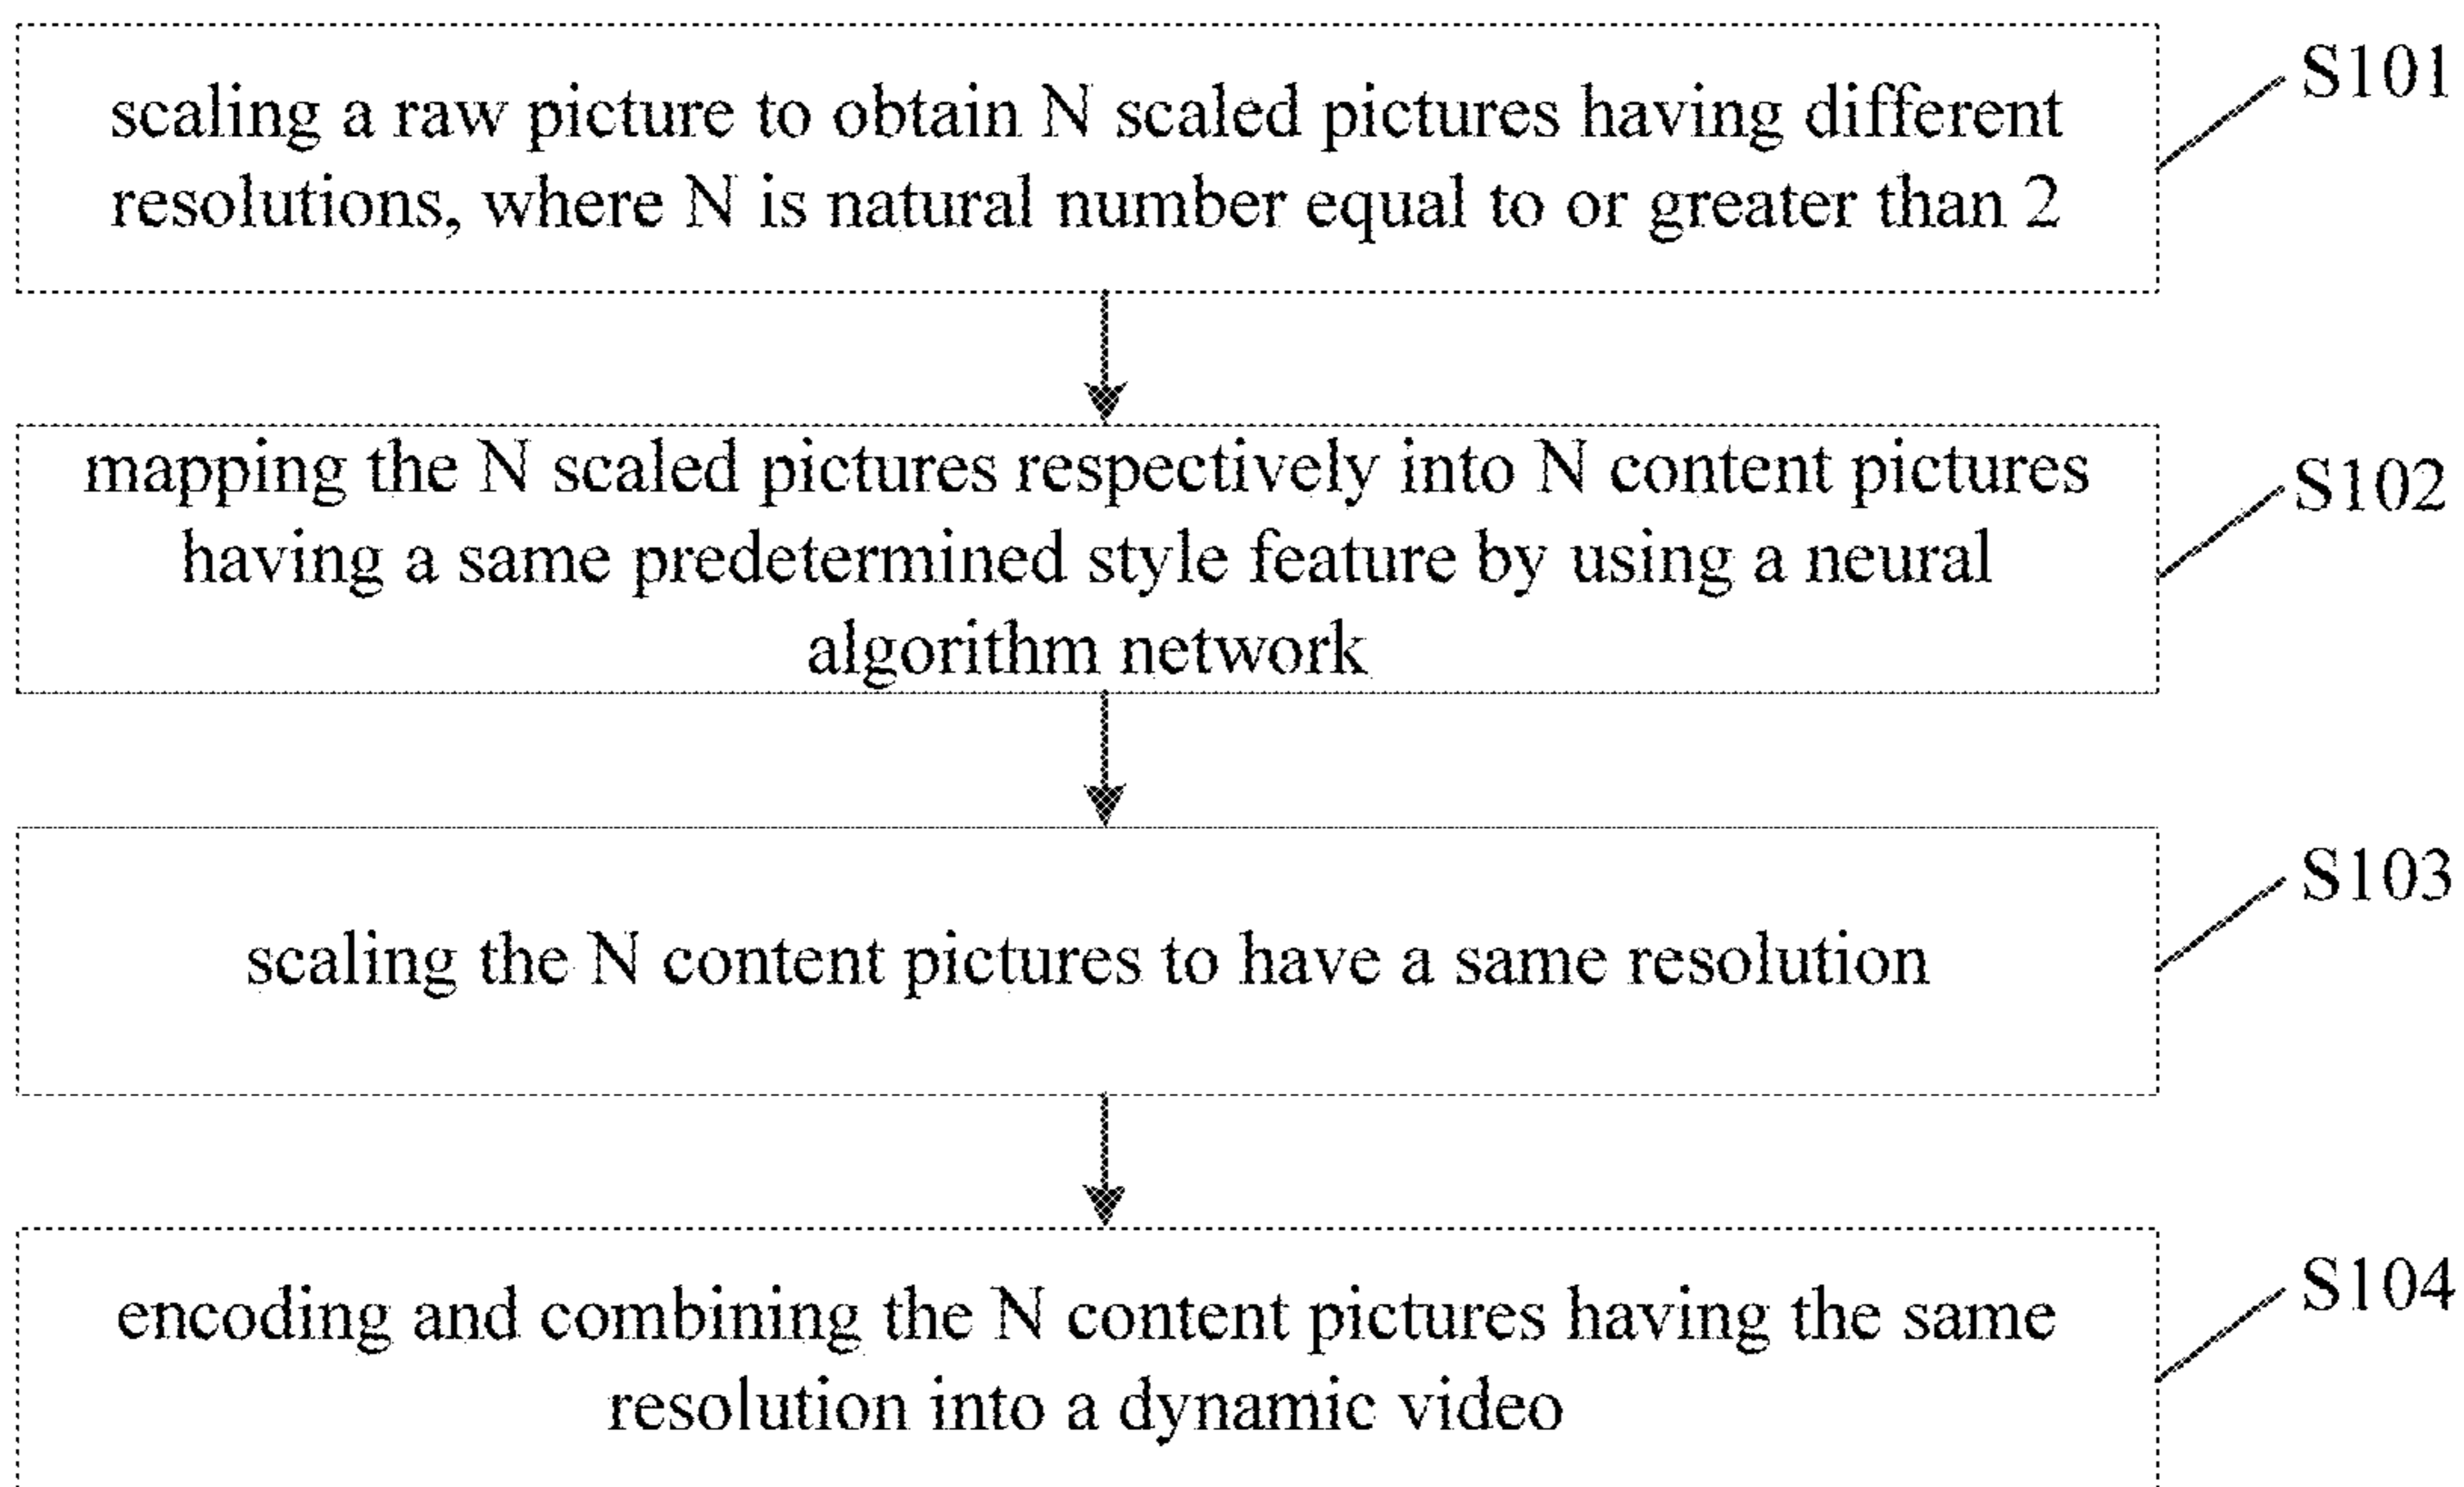 scaling a raw picture to obtain N scaled pictures having different
resolutions, where N is natural number equal to or greater than 2
S101
mapping the N scaled pictures respectively into N content pictures
having a same predetermined style feature by using a neural
algorithm network
S102
scaling the N content pictures to have a same resolution
S103
encoding and combining the N content pictures having the same
resolution into a dynamic video
S104